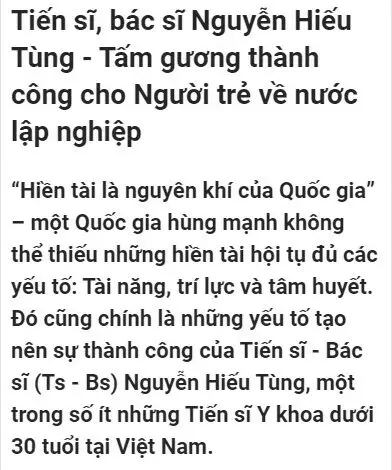 Tiến sĩ, bác sĩ Nguyễn Hiếu
Tùng - Tấm gương thành
công cho Người trẻ về nước
lập nghiệp
“Hiền tài là nguyên khí của Quốc gia”
– một Quốc gia hùng mạnh không
thể thiếu những hiền tài hội tụ đủ các
yếu tố: Tài năng, trí lực và tâm huyết.
Đó cũng chính là những yếu tố tạo
nên sự thành công của Tiến sĩ - Bác
sĩ (Ts - Bs) Nguyễn Hiếu Tùng, một
trong số ít những Tiến sĩ Y khoa dưới
30 tuổi tại Việt Nam.